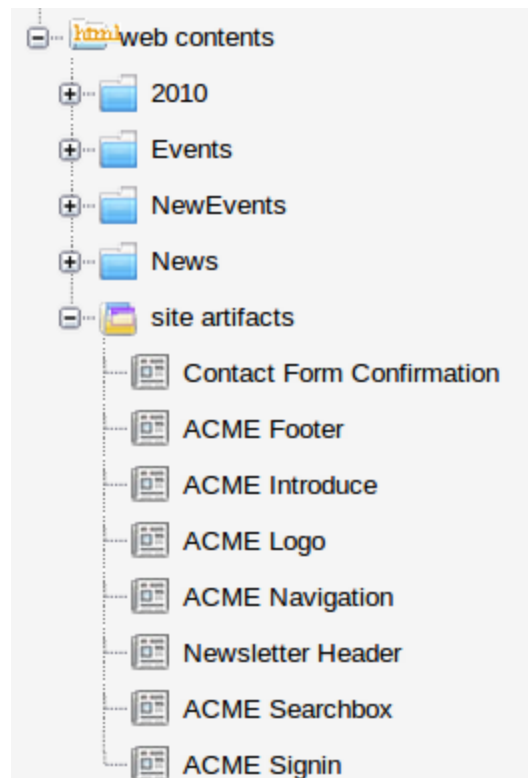 html web contents
2010
Events
NewEvents
News
site artifacts
Contact Form Confirmation
ACME Footer
ACME Introduce
ACME Logo
ACME Navigation
Newsletter Header
ACME Searchbox
ACME Signin